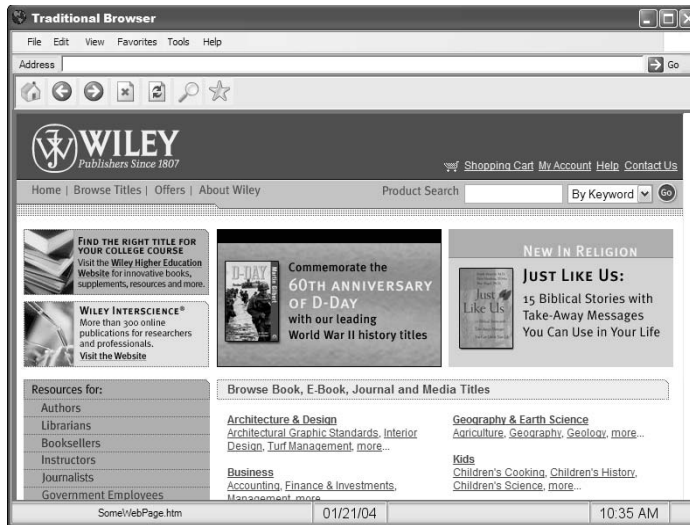 Traditional Browser
File Edit View Favorites Tools Help
Address Go
WILEY
Publishers Since 1807
Shopping Cart My Account Help Contact Us
Home | Browse Titles | Offers | About Wiley Product Search By Keyword Go
FIND THE RIGHT TITLE FOR
YOUR COLLEGE COURSE
Visit the Wiley Higher Education
Website for innovative books,
supplements, resources and more.
WILEY INTERSCIENCE®
More than 300 online
publications for researchers
and professionals.
Visit the Website
D-DAY
Martin Gilbert
Commemorate the
60TH ANNIVERSARY
OF D-DAY
with our leading
World War II history titles
NEW IN RELIGION
Just
Like Us
JUST LIKE US:
15 Biblical Stories with
Take-Away Messages
You Can Use in Your Life
Resources for:
Authors
Librarians
Booksellers
Instructors
Journalists
Government Employees
Browse Book, E-Book, Journal and Media Titles
Architecture & Design
Architectural Graphic Standards, Interior
Design, Turf Management, more...
Business
Accounting, Finance & Investments,
Management, more...
Geography & Earth Science
Agriculture, Geography, Geology, more...
Kids
Children's Cooking, Children's History,
Children's Science, more...
SomeWebPage.htm 01/21/04 10:35 AM